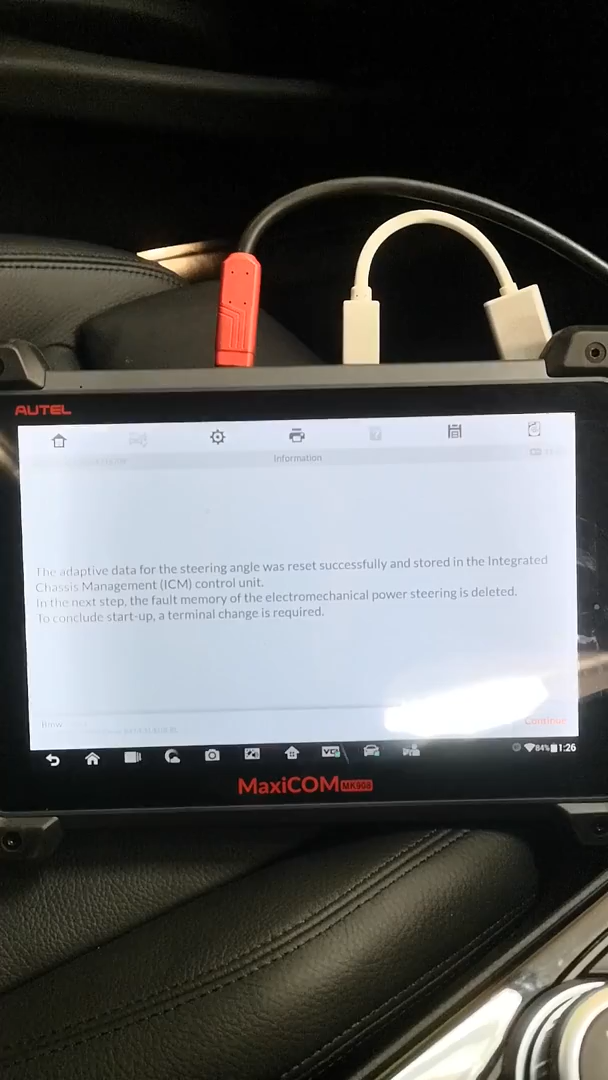 AUTEL
Information
The adaptive data for the steering angle was reset successfully and stored in the Integrated
Chassis Management (ICM) control unit.
In the next step, the fault memory of the electromechanical power steering is deleted.
To conclude start-up, a terminal change is required.
Continue
VCI
84% 1:26
MaxiCOM MK908